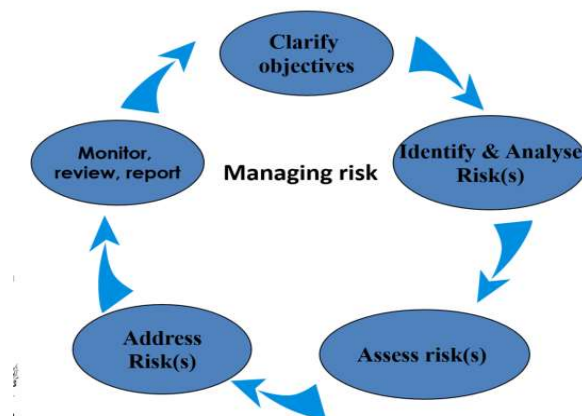 Clarify
objectives
Identify & Analyse
Risk(s)
Assess risk(s)
Address
Risk(s)
Monitor,
review, report
Managing risk